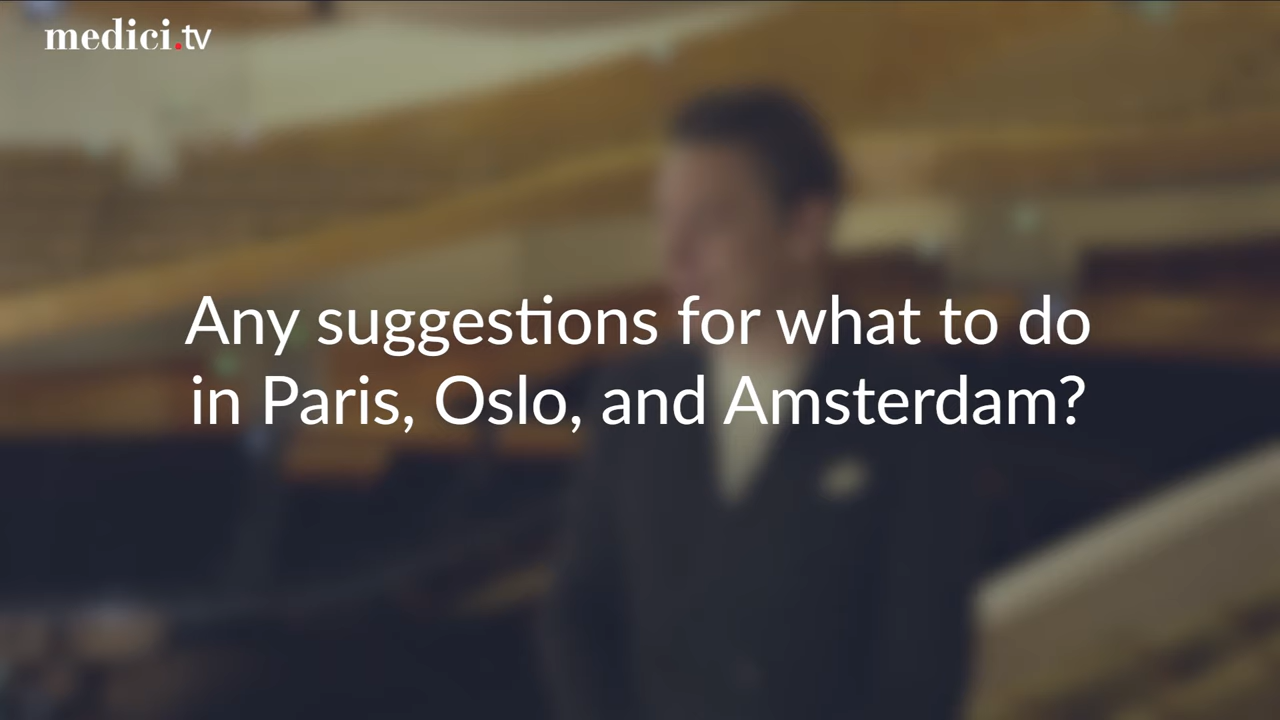 medici.tv
Any suggestions for what to do
in Paris, Oslo, and Amsterdam?